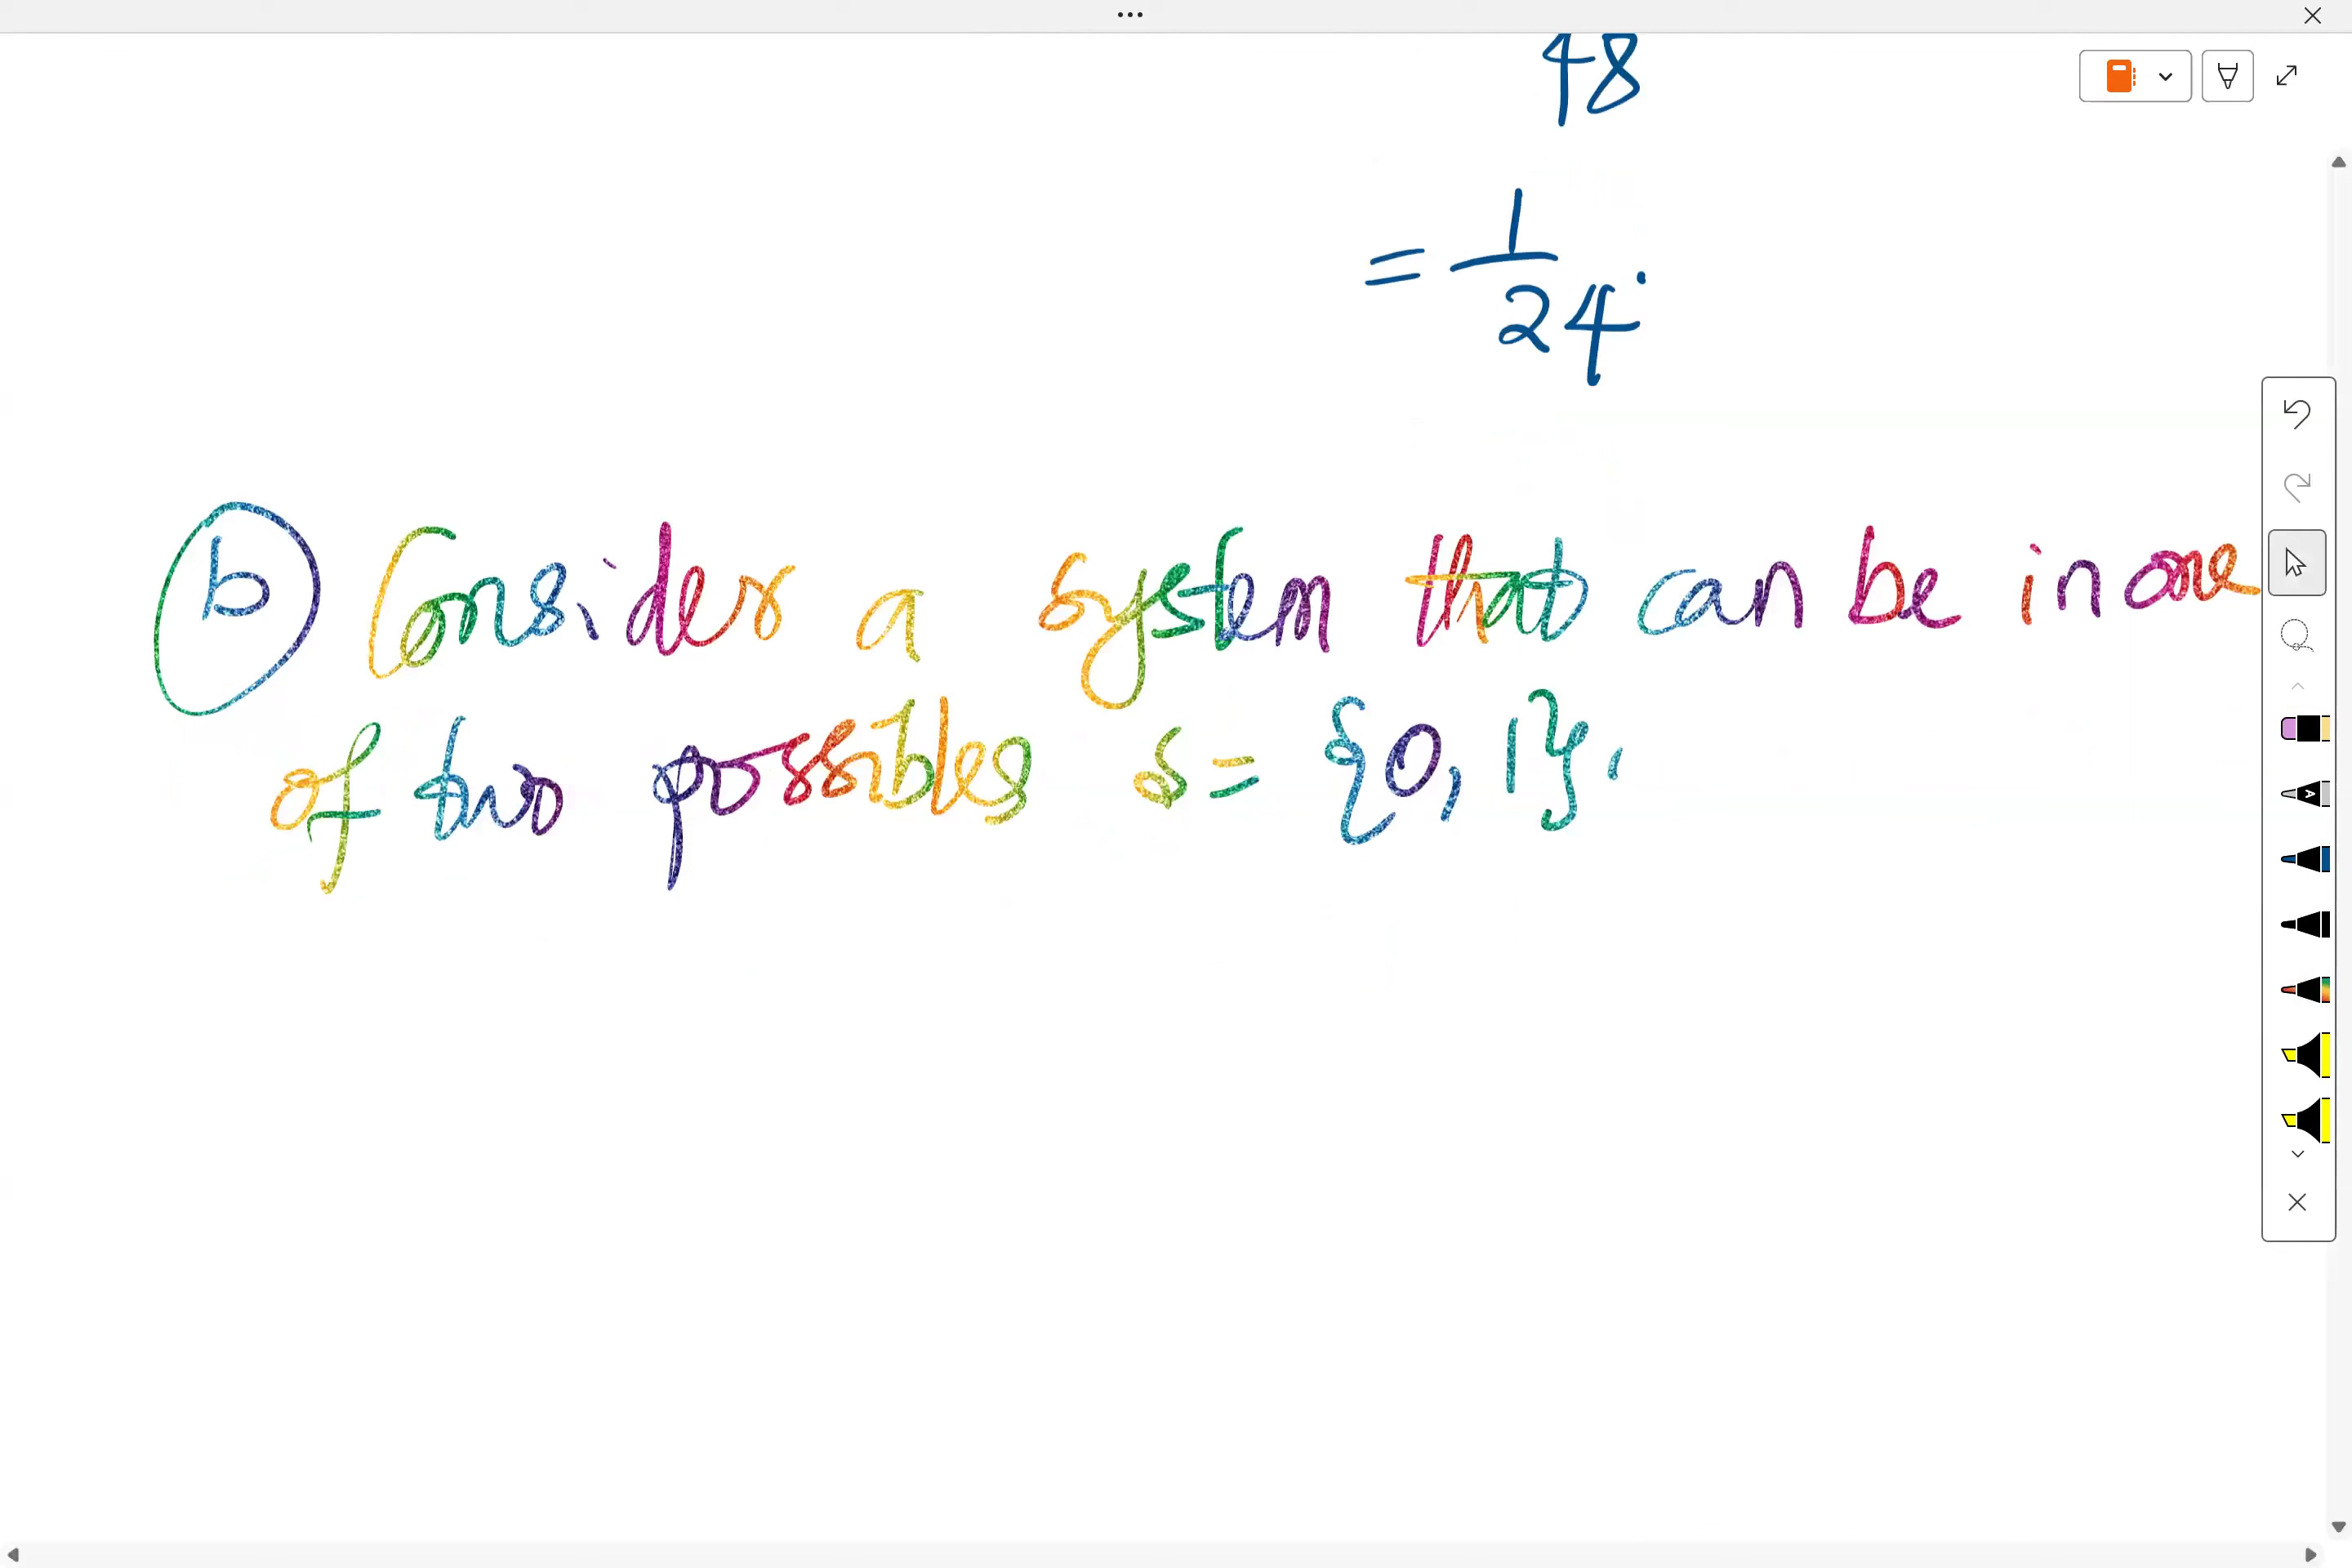 48
= 1/24.
b Consider a system that can be in one
of two possibles S = {0, 1}.